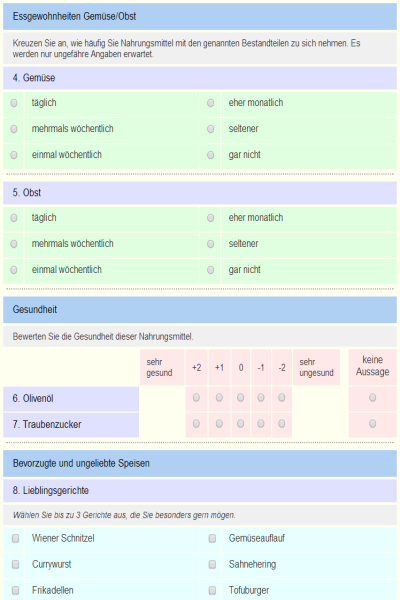 Essgewohnheiten Gemüse/Obst
Kreuzen Sie an, wie häufig Sie Nahrungsmittel mit den genannten Bestandteilen zu sich nehmen. Es
werden nur ungefähre Angaben erwartet.
4. Gemüse
täglich eher monatlich
mehrmals wöchentlich seltener
einmal wöchentlich gar nicht
5. Obst
täglich eher monatlich
mehrmals wöchentlich seltener
einmal wöchentlich gar nicht
Gesundheit
Bewerten Sie die Gesundheit dieser Nahrungsmittel.
sehr gesund +2 +1 0 -1 -2 sehr ungesund keine Aussage
6. Olivenöl
7. Traubenzucker
Bevorzugte und ungeliebte Speisen
8. Lieblingsgerichte
Wählen Sie bis zu 3 Gerichte aus, die Sie besonders gern mögen.
Wiener Schnitzel Gemüseauflauf
Currywurst Sahnehering
Frikadellen Tofuburger